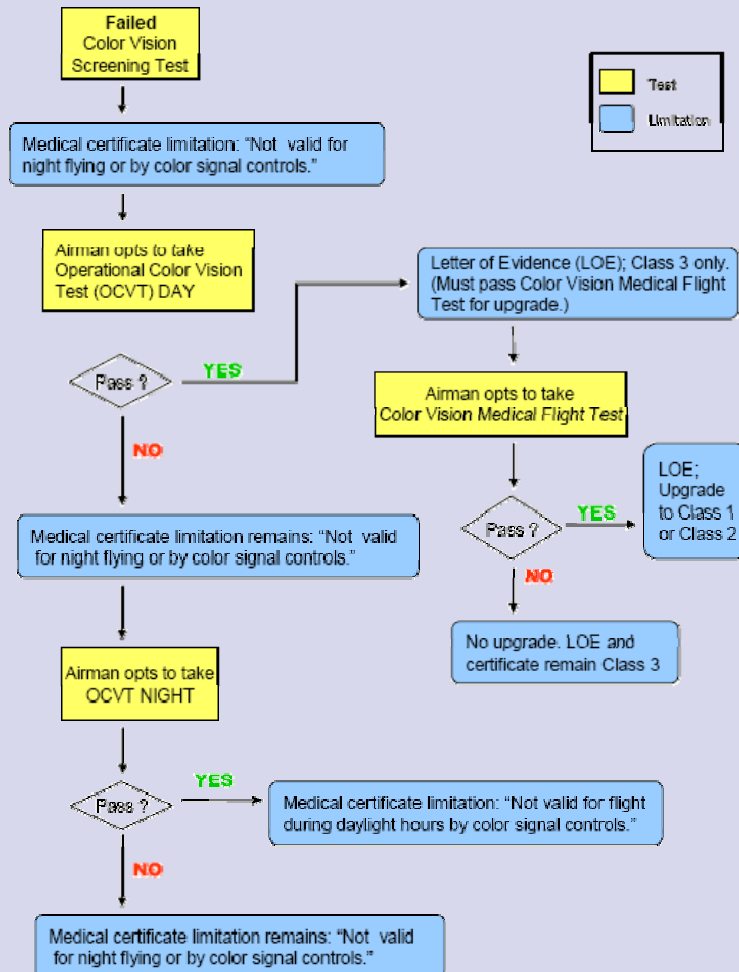 Failed
Color Vision
Screening Test
Test
Limitation
Medical certificate limitation: “Not valid for
night flying or by color signal controls.”
Airman opts to take
Operational Color Vision
Test (OCVT) DAY
Letter of Evidence (LOE); Class 3 only.
(Must pass Color Vision Medical Flight
Test for upgrade.)
Pass ?
YES
NO
Airman opts to take
Color Vision Medical Flight Test
Pass ?
YES
NO
LOE;
Upgrade
to Class 1
or Class 2
No upgrade. LOE and
certificate remain Class 3
Medical certificate limitation remains: “Not valid
for night flying or by color signal controls.”
Airman opts to take
OCVT NIGHT
Pass ?
YES
NO
Medical certificate limitation: “Not valid for flight
during daylight hours by color signal controls.”
Medical certificate limitation remains: “Not valid
for night flying or by color signal controls.”